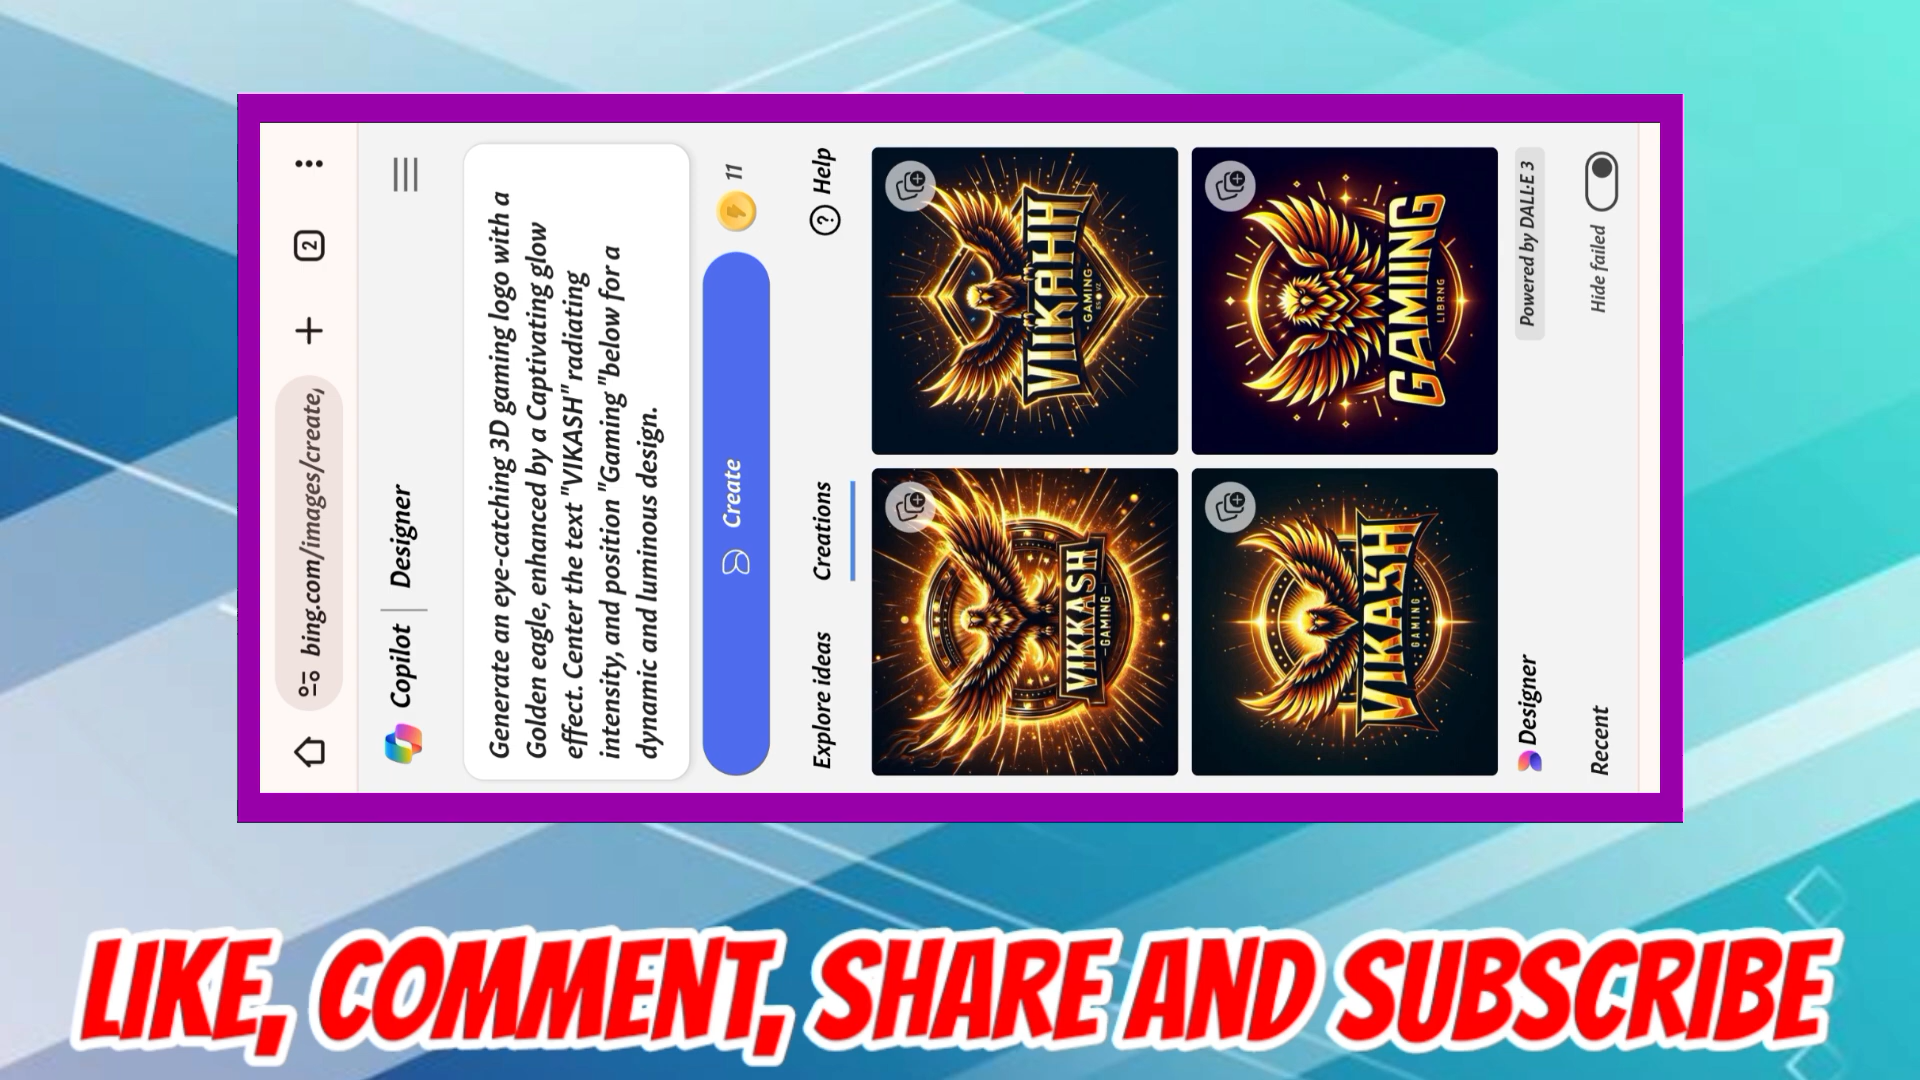 bing.com/images/create,
2
Copilot | Designer
Generate an eye-catching 3D gaming logo with a
Golden eagle, enhanced by a Captivating glow
effect. Center the text "VIKASH" radiating
intensity, and position "Gaming "below for a
dynamic and luminous design.
Create
11
Explore ideas
Creations
Help
VIKKASH
GAMING
VIIKAHH
GAMING
VIKASH
GAMING
GAMING
LIBRNG
Designer
Powered by DALL·E 3
Recent
Hide failed
LIKE, COMMENT, SHARE AND SUBSCRIBE